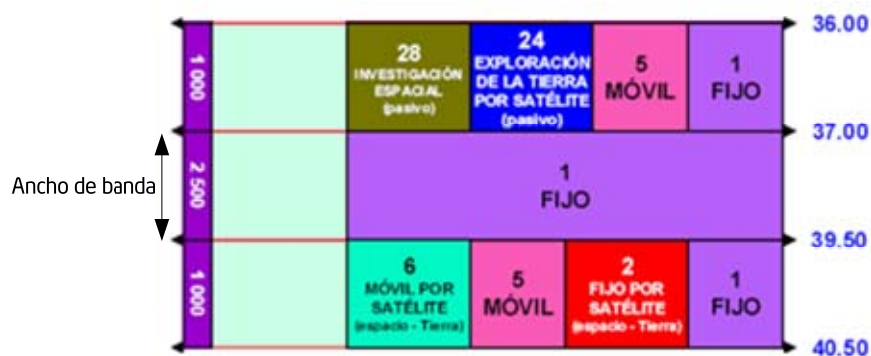 36.00
1 000
28
INVESTIGACIÓN
ESPACIAL
(pasivo)
24
EXPLORACIÓN
DE LA TIERRA
POR SATÉLITE
(pasivo)
5
MÓVIL
1
FIJO
37.00
Ancho de banda
2 500
1
FIJO
39.50
1 000
6
MÓVIL POR
SATÉLITE
(espacio - Tierra)
5
MÓVIL
2
FIJO POR
SATÉLITE
(espacio - Tierra)
1
FIJO
40.50